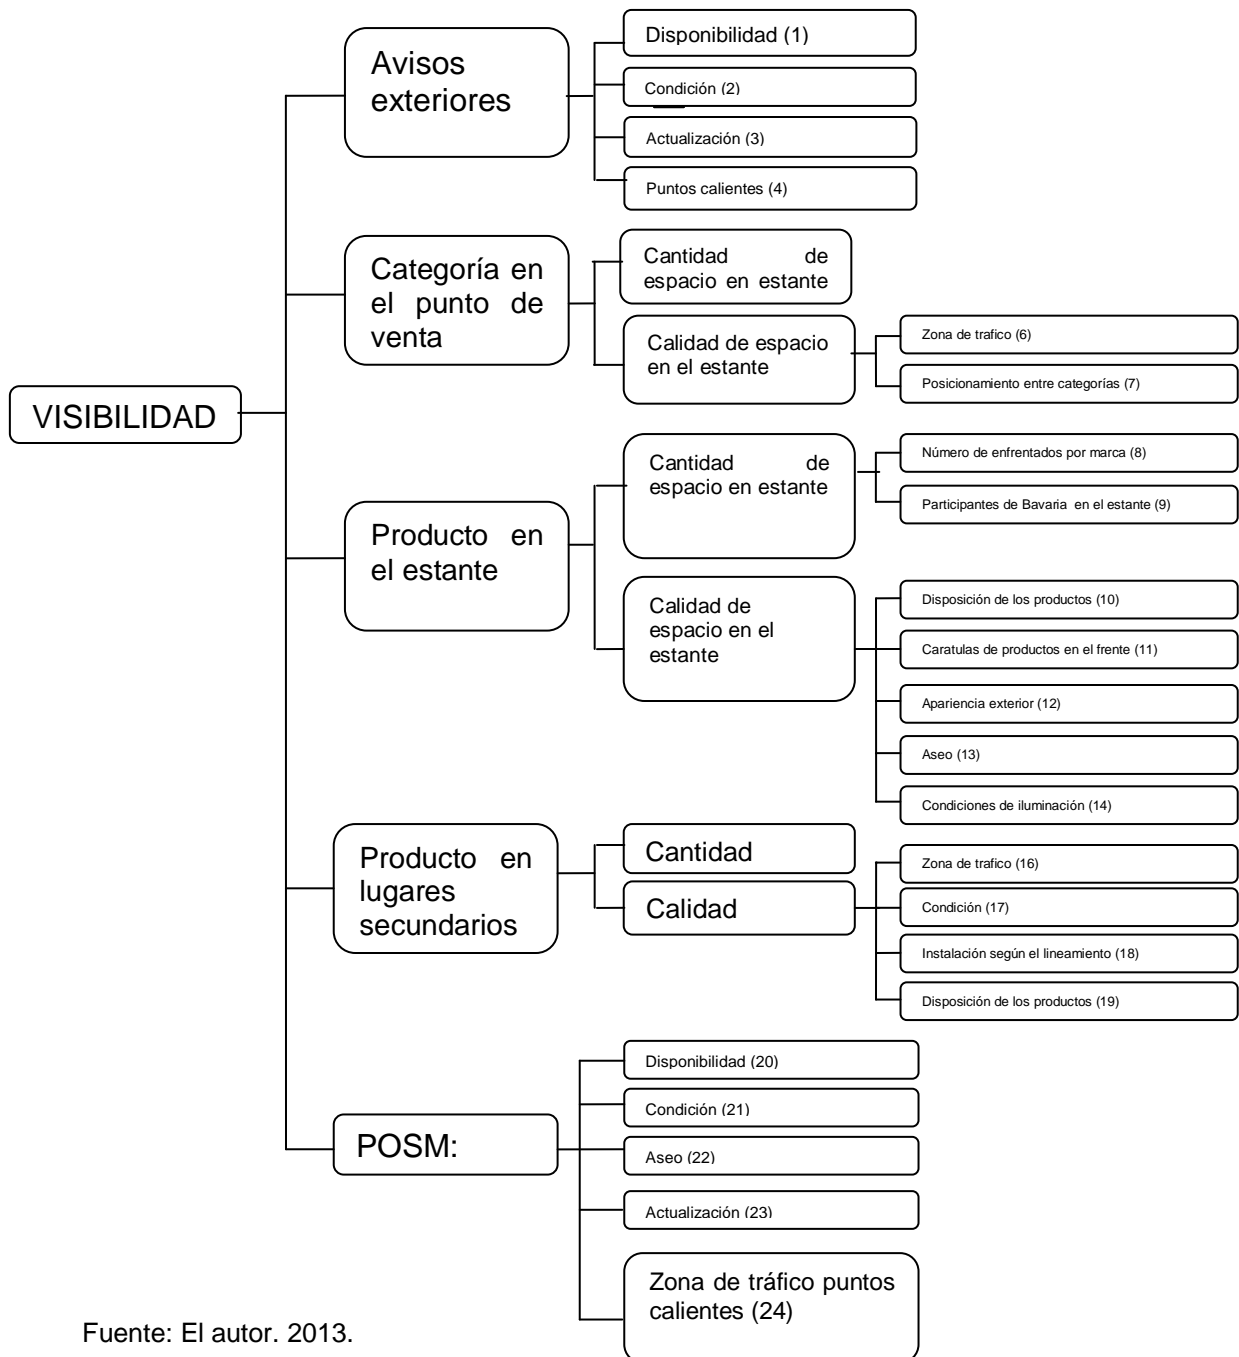 VISIBILIDAD
Avisos
exteriores
Disponibilidad (1)
Condición (2)
Actualización (3)
Puntos calientes (4)
Categoría en
el punto de
venta
Cantidad de
espacio en estante
Calidad de espacio
en el estante
Zona de trafico (6)
Posicionamiento entre categorías (7)
Producto en
el estante
Cantidad de
espacio en estante
Número de enfrentados por marca (8)
Participantes de Bavaria en el estante (9)
Calidad de
espacio en el
estante
Disposición de los productos (10)
Caratulas de productos en el frente (11)
Apariencia exterior (12)
Aseo (13)
Condiciones de iluminación (14)
Producto en
lugares
secundarios
Cantidad
Calidad
Zona de trafico (16)
Condición (17)
Instalación según el lineamiento (18)
Disposición de los productos (19)
POSM:
Disponibilidad (20)
Condición (21)
Aseo (22)
Actualización (23)
Zona de tráfico puntos
calientes (24)
Fuente: El autor. 2013.